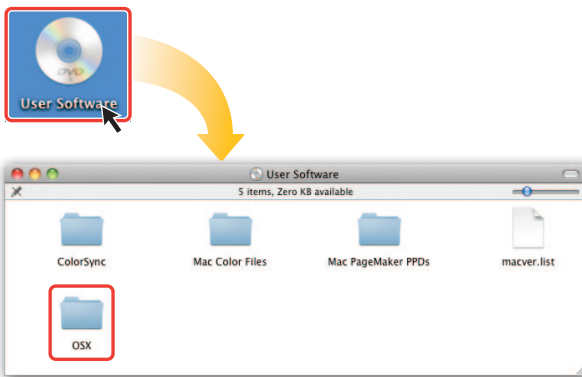 DVD
User Software
User Software
5 items, Zero KB available
ColorSync
Mac Color Files
Mac PageMaker PPDs
macver.list
OSX